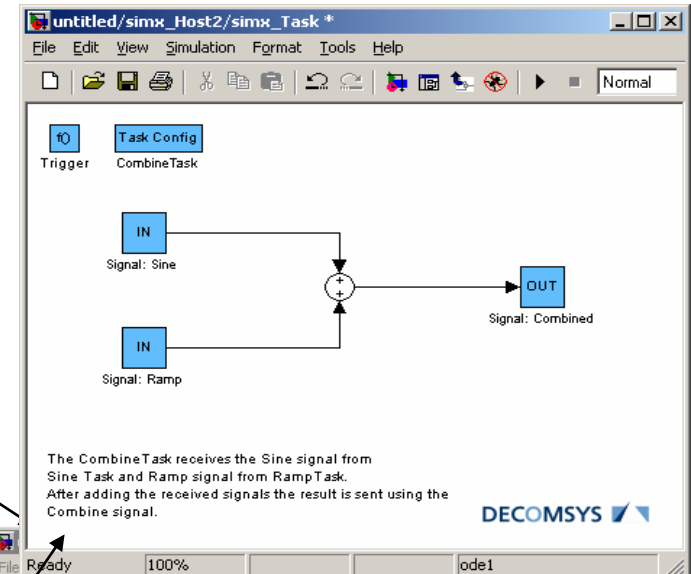 untitled/simx_Host2/simx_Task *
File Edit View Simulation Format Tools Help
Normal
f()
Trigger
Task Config
CombineTask
IN
Signal: Sine
+
+
OUT
Signal: Combined
IN
Signal: Ramp
The CombineTask receives the Sine signal from
Sine Task and Ramp signal from RampTask.
After adding the received signals the result is sent using the
Combine signal.
DECOMSYS
File
Ready 100% ode1